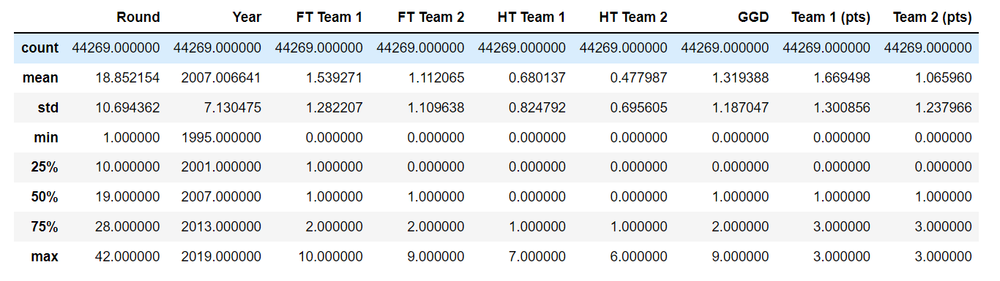 Round Year FT Team 1 FT Team 2 HT Team 1 HT Team 2 GGD Team 1 (pts) Team 2 (pts)
count 44269.000000 44269.000000 44269.000000 44269.000000 44269.000000 44269.000000 44269.000000 44269.000000 44269.000000
mean 18.852154 2007.006641 1.539271 1.112065 0.680137 0.477987 1.319388 1.669498 1.065960
std 10.694362 7.130475 1.282207 1.109638 0.824792 0.695605 1.187047 1.300856 1.237966
min 1.000000 1995.000000 0.000000 0.000000 0.000000 0.000000 0.000000 0.000000 0.000000
25% 10.000000 2001.000000 1.000000 0.000000 0.000000 0.000000 0.000000 0.000000 0.000000
50% 19.000000 2007.000000 1.000000 1.000000 0.000000 0.000000 1.000000 1.000000 1.000000
75% 28.000000 2013.000000 2.000000 2.000000 1.000000 1.000000 2.000000 3.000000 3.000000
max 42.000000 2019.000000 10.000000 9.000000 7.000000 6.000000 9.000000 3.000000 3.000000